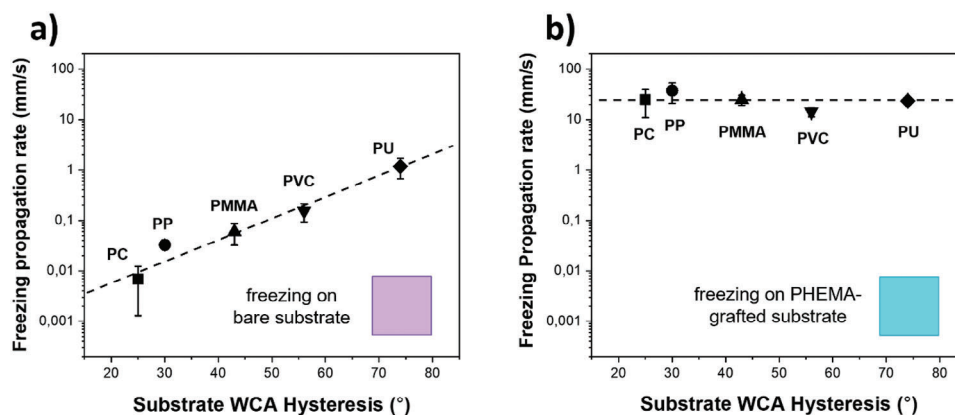 a)
Freezing propagation rate (mm/s)
100
10
1
0,1
0,01
0,001
PC
PP
PMMA
PVC
PU
freezing on
bare substrate
20 30 40 50 60 70 80
Substrate WCA Hysteresis (°)
b)
Freezing Propagation rate (mm/s)
100
10
1
0,1
0,01
0,001
PC
PP
PMMA
PVC
PU
freezing on PHEMA-
grafted substrate
20 30 40 50 60 70 80
Substrate WCA Hysteresis (°)